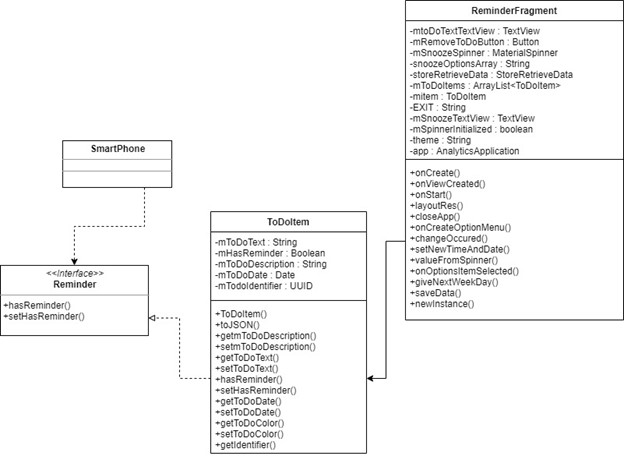 ReminderFragment
-mtoDoTextTextView : TextView
-mRemoveToDoButton : Button
-mSnoozeSpinner : MaterialSpinner
-snoozeOptionsArray : String
-storeRetrieveData : StoreRetrieveData
-mToDoItems : ArrayList<ToDoItem>
-mitem : ToDoItem
-EXIT : String
-mSnoozeTextView : TextView
-mSpinnerInitialized : boolean
-theme : String
-app : AnalyticsApplication
+onCreate()
+onViewCreated()
+onStart()
+layoutRes()
+closeApp()
+onCreateOptionMenu()
+changeOccured()
+setNewTimeAndDate()
+valueFromSpinner()
+onOptionsItemSelected()
+giveNextWeekDay()
+saveData()
+newInstance()
SmartPhone
<<Interface>>
Reminder
+hasReminder()
+setHasReminder()
ToDoItem
-mToDoText : String
-mHasReminder : Boolean
-mToDoDescription : String
-mToDoDate : Date
-mTodoIdentifier : UUID
+ToDoItem()
+toJSON()
+getmToDoDescription()
+setmToDoDescription()
+getToDoText()
+setToDoText()
+hasReminder()
+setHasReminder()
+getToDoDate()
+setToDoDate()
+getToDoColor()
+setToDoColor()
+getIdentifier()